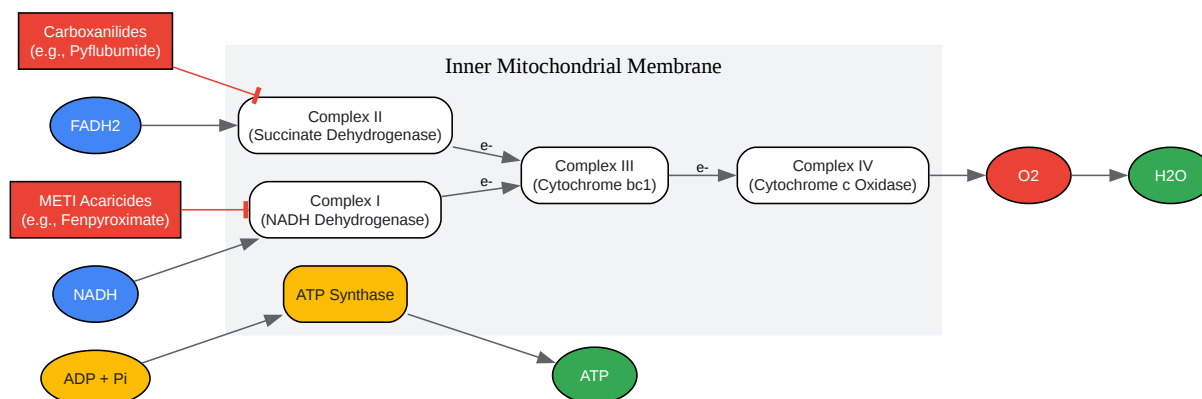 Carboxanilides
(e.g., Pyflubumide)
Inner Mitochondrial Membrane
FADH2
Complex II
(Succinate Dehydrogenase)
e-
Complex III
(Cytochrome bc1)
e-
Complex IV
(Cytochrome c Oxidase)
O2
H2O
METI Acaricides
(e.g., Fenpyroximate)
Complex I
(NADH Dehydrogenase)
e-
NADH
ATP Synthase
ADP + Pi
ATP